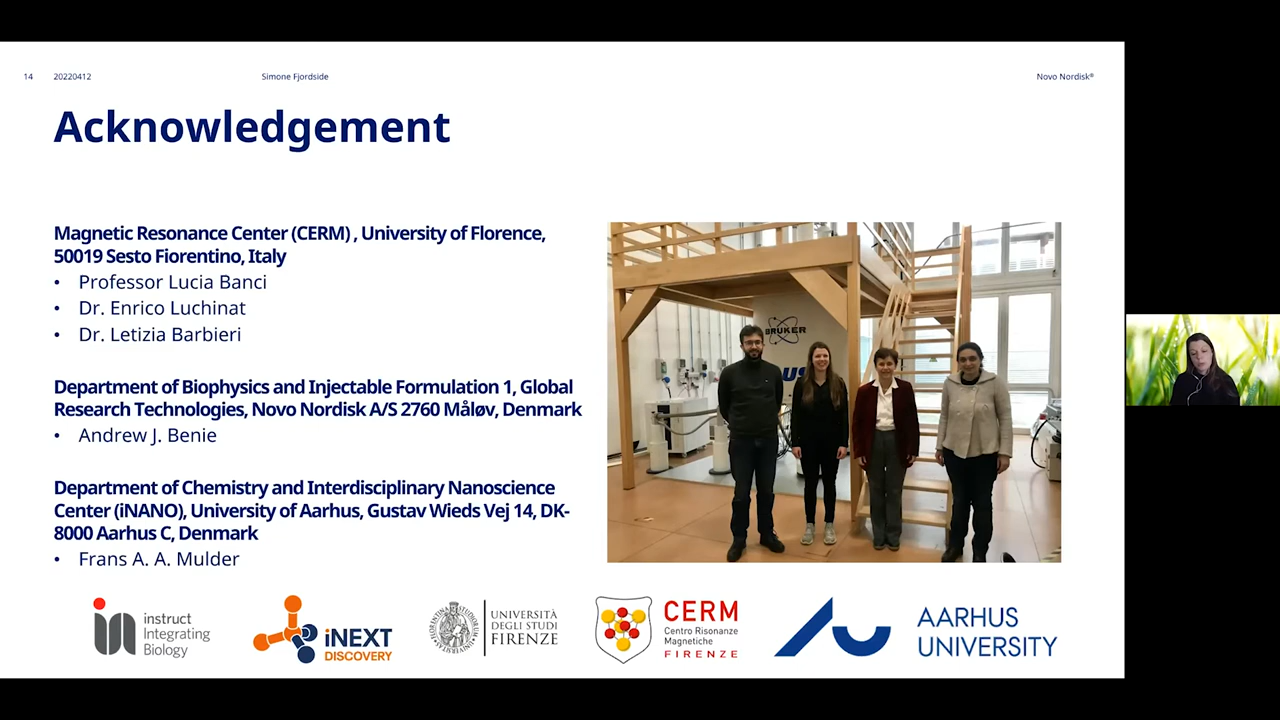 14 20220412 Simone Fjordside Novo Nordisk®
Acknowledgement
Magnetic Resonance Center (CERM) , University of Florence,
50019 Sesto Fiorentino, Italy
• Professor Lucia Banci
• Dr. Enrico Luchinat
• Dr. Letizia Barbieri
Department of Biophysics and Injectable Formulation 1, Global
Research Technologies, Novo Nordisk A/S 2760 Måløv, Denmark
• Andrew J. Benie
Department of Chemistry and Interdisciplinary Nanoscience
Center (iNANO), University of Aarhus, Gustav Wieds Vej 14, DK-
8000 Aarhus C, Denmark
• Frans A. A. Mulder
BRUKER
in
instruct
Integrating
Biology
iNEXT
DISCOVERY
UNIVERSITÀ
DEGLI STUDI
FIRENZE
CERM
Centro Risonanze
Magnetiche
FIRENZE
AARHUS
UNIVERSITY